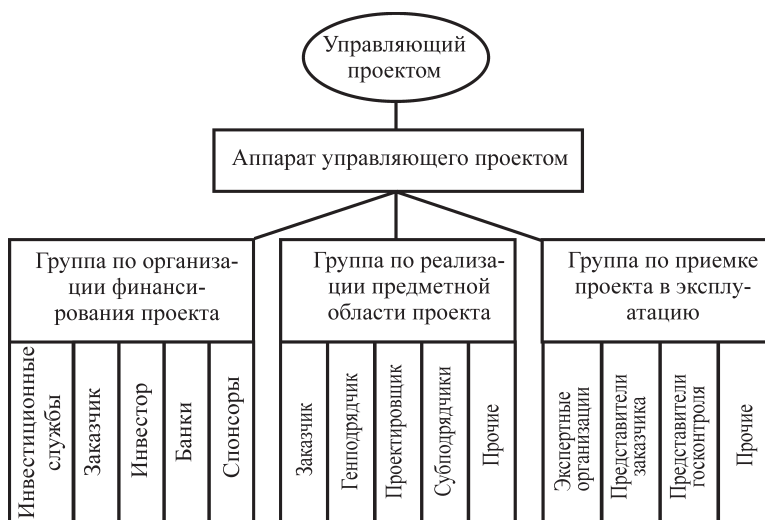 Управляющий
проектом
Аппарат управляющего проектом
Группа по организа-
ции финанси-
рования проекта
Группа по реализа-
ции предметной
области проекта
Группа по приемке
проекта в эксплу-
атацию
Инвестиционные
службы
Заказчик
Инвестор
Банки
Спонсоры
Заказчик
Генподрядчик
Проектировщик
Субподрядчики
Прочие
Экспертные
организации
Представители
заказчика
Представители
госконтроля
Прочие